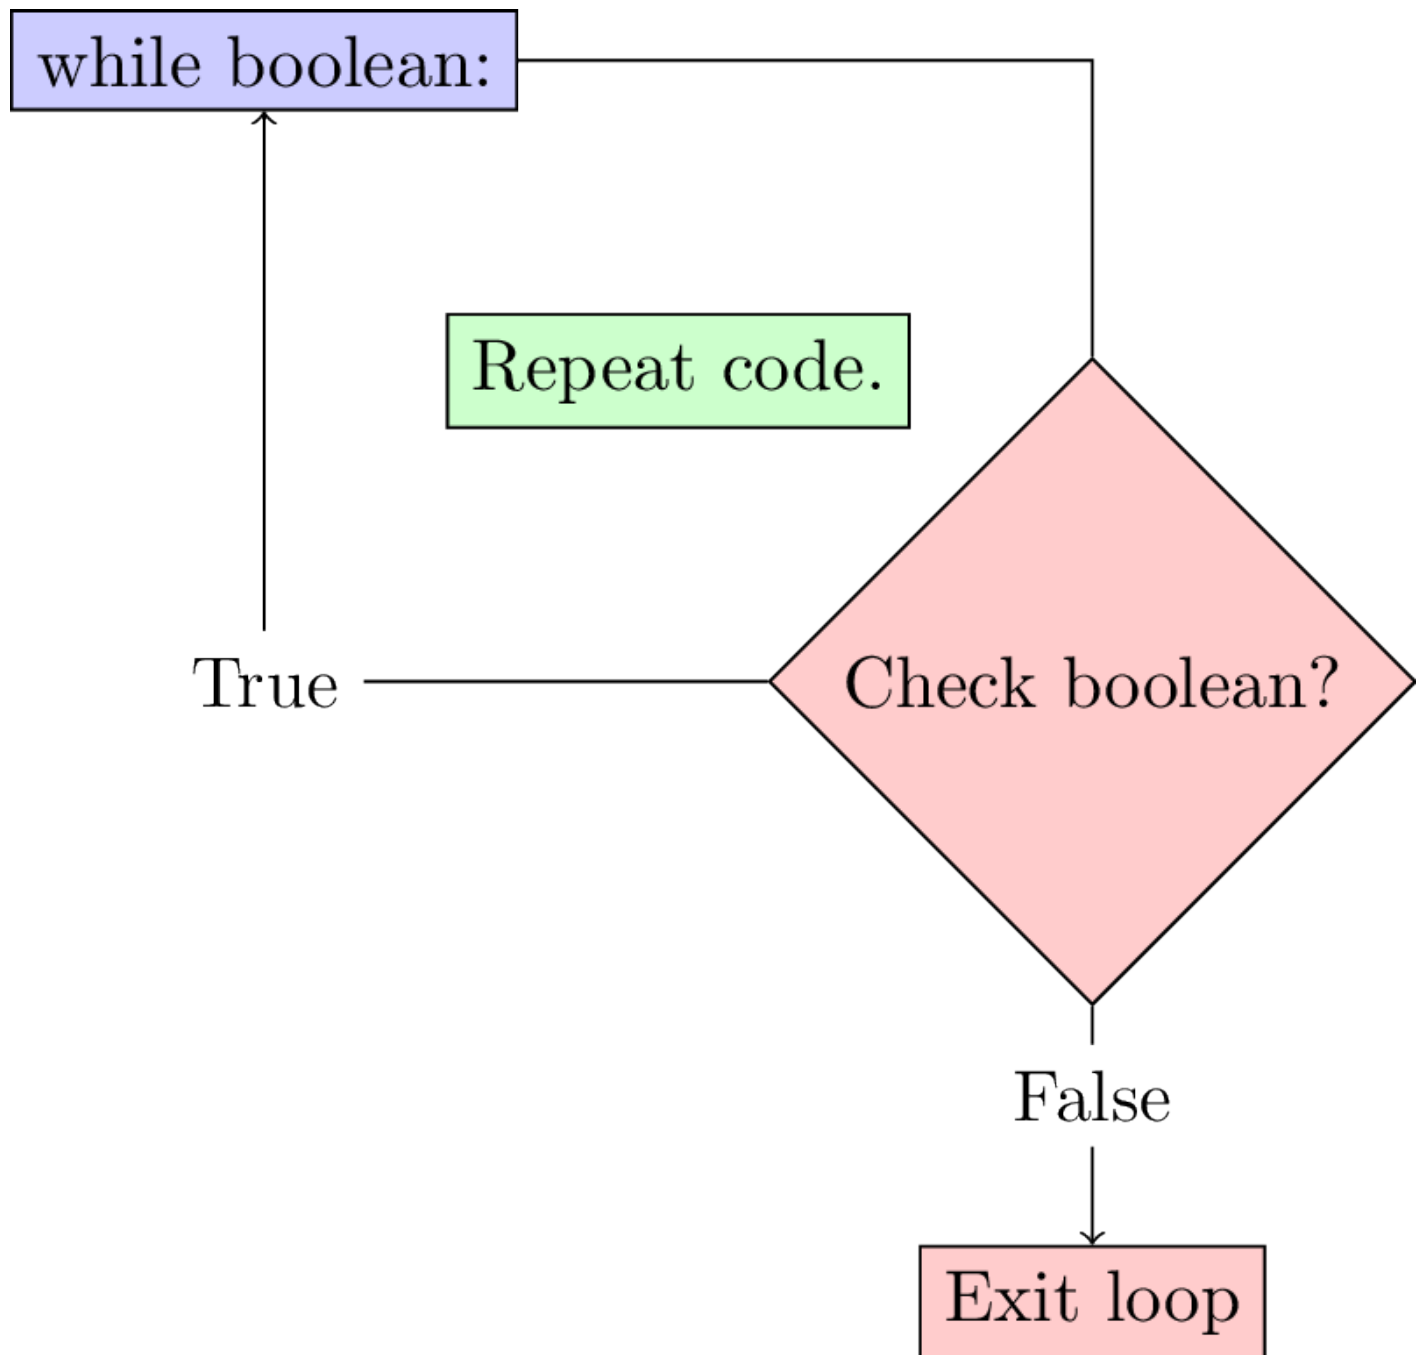 while boolean:
Repeat code.
True
Check boolean?
False
Exit loop